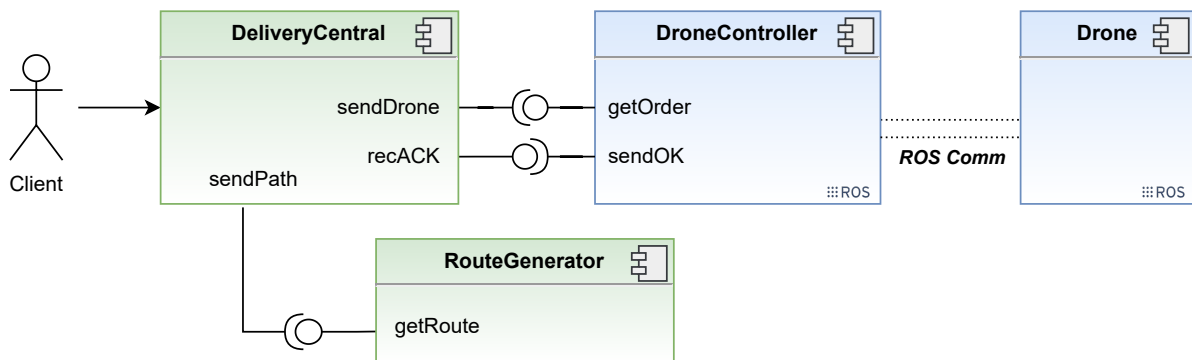 DeliveryCentral
DroneController
Drone
sendDrone
getOrder
recACK
sendOK
ROS Comm
Client
sendPath
ROS
ROS
RouteGenerator
getRoute